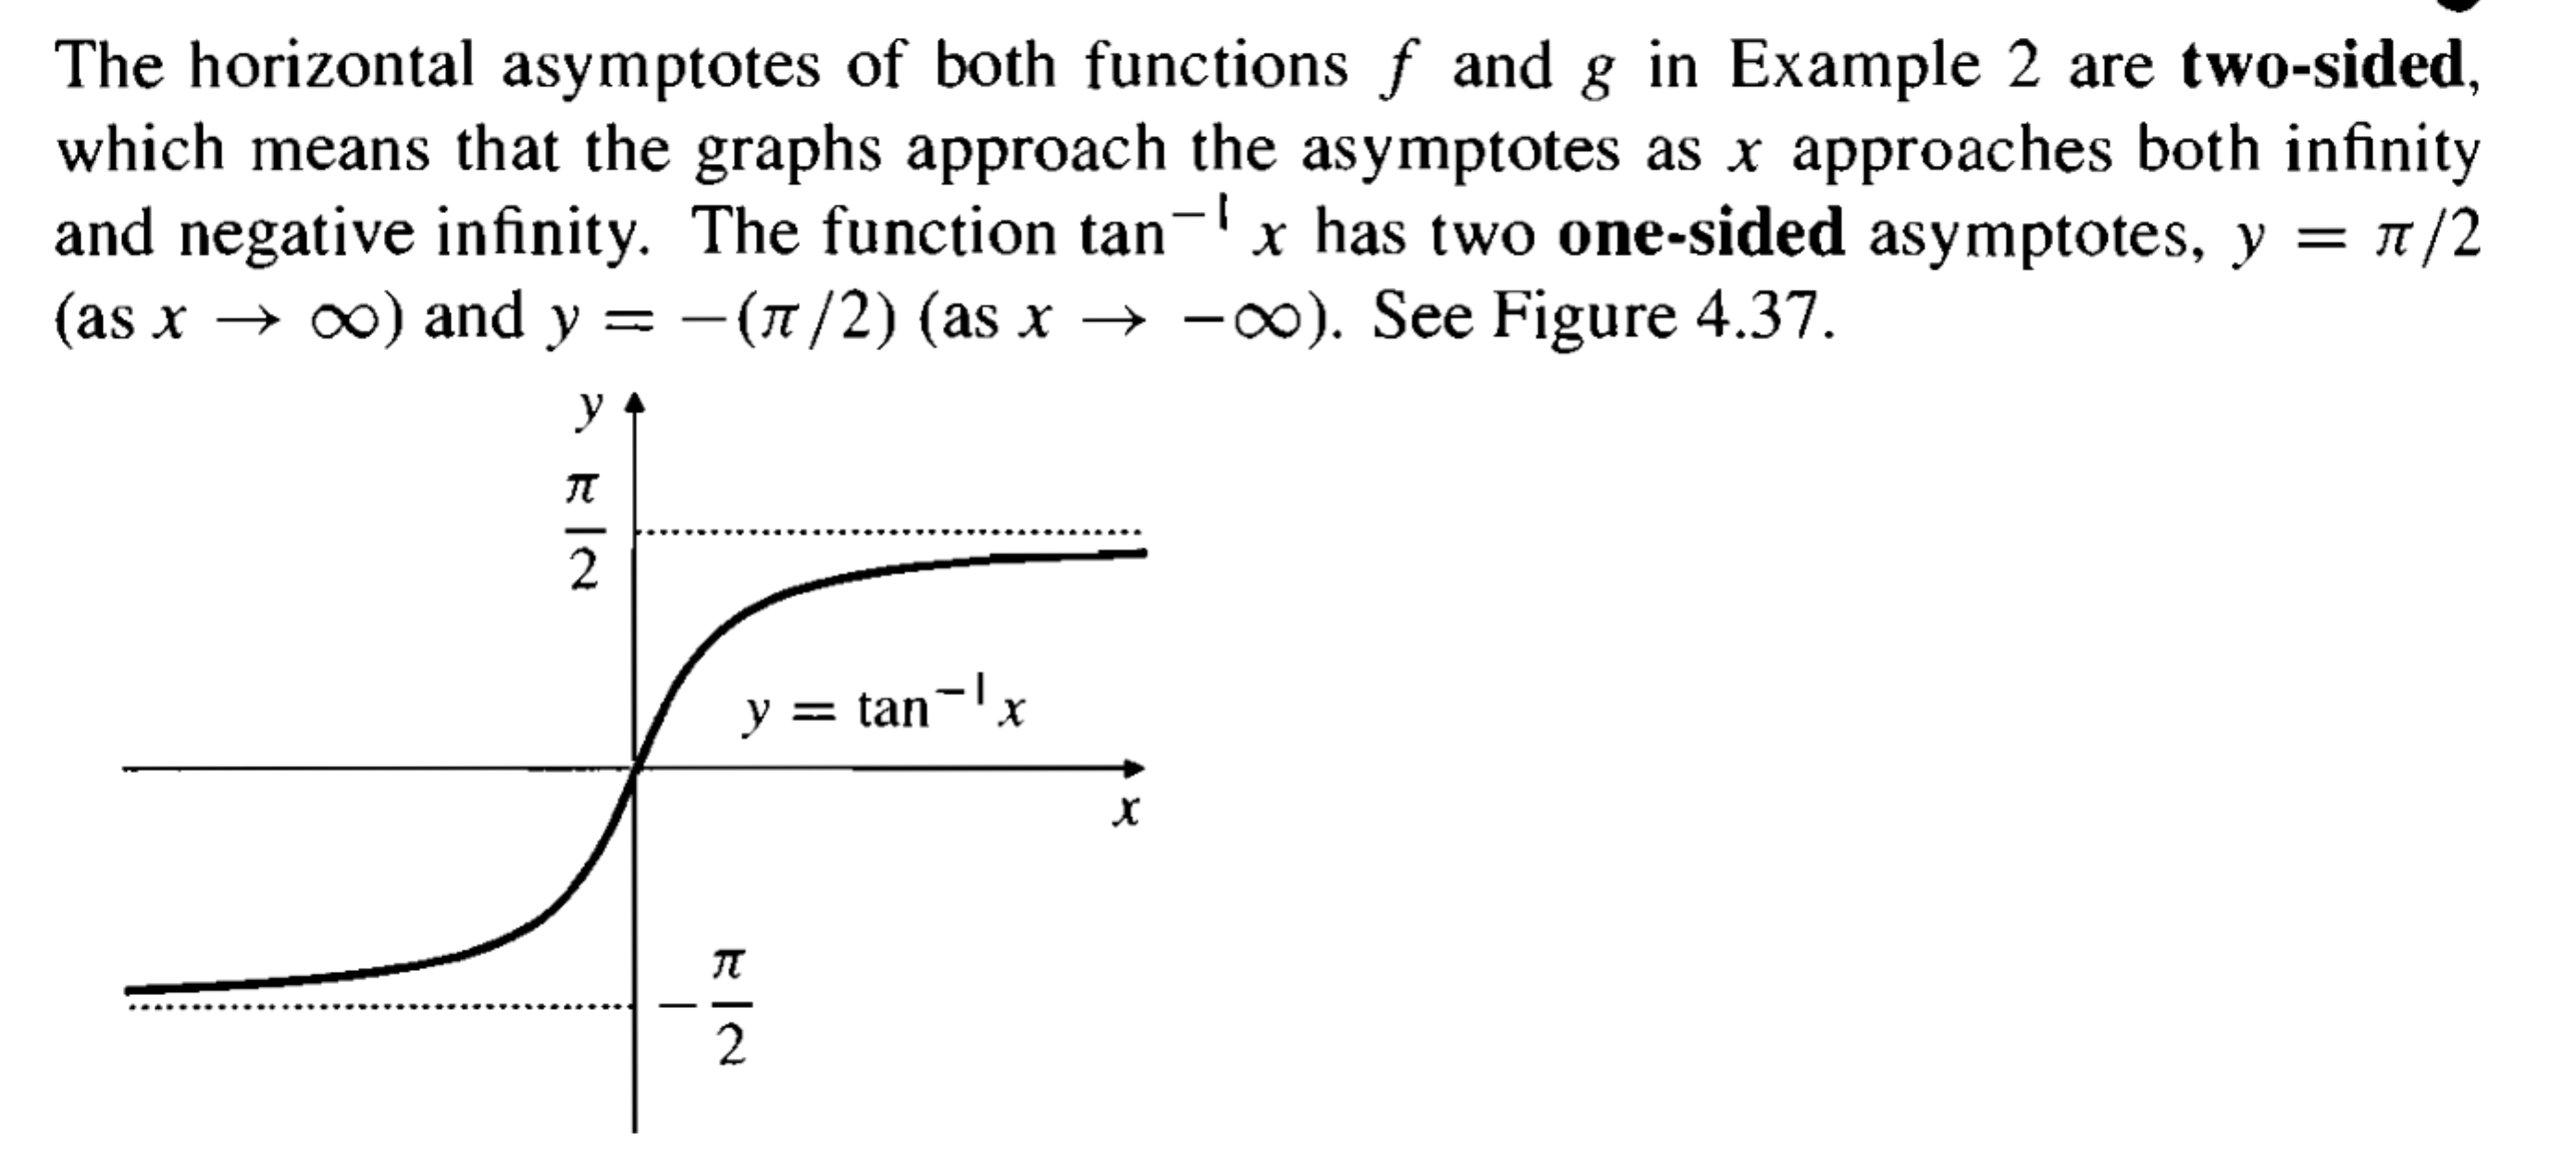 The horizontal asymptotes of both functions f and g in Example 2 are two-sided,
which means that the graphs approach the asymptotes as x approaches both infinity
and negative infinity. The function tan⁻¹ x has two one-sided asymptotes, y = π/2
(as x → ∞) and y = −(π/2) (as x → −∞). See Figure 4.37.
y
π
2
y = tan⁻¹ x
x
− π
2